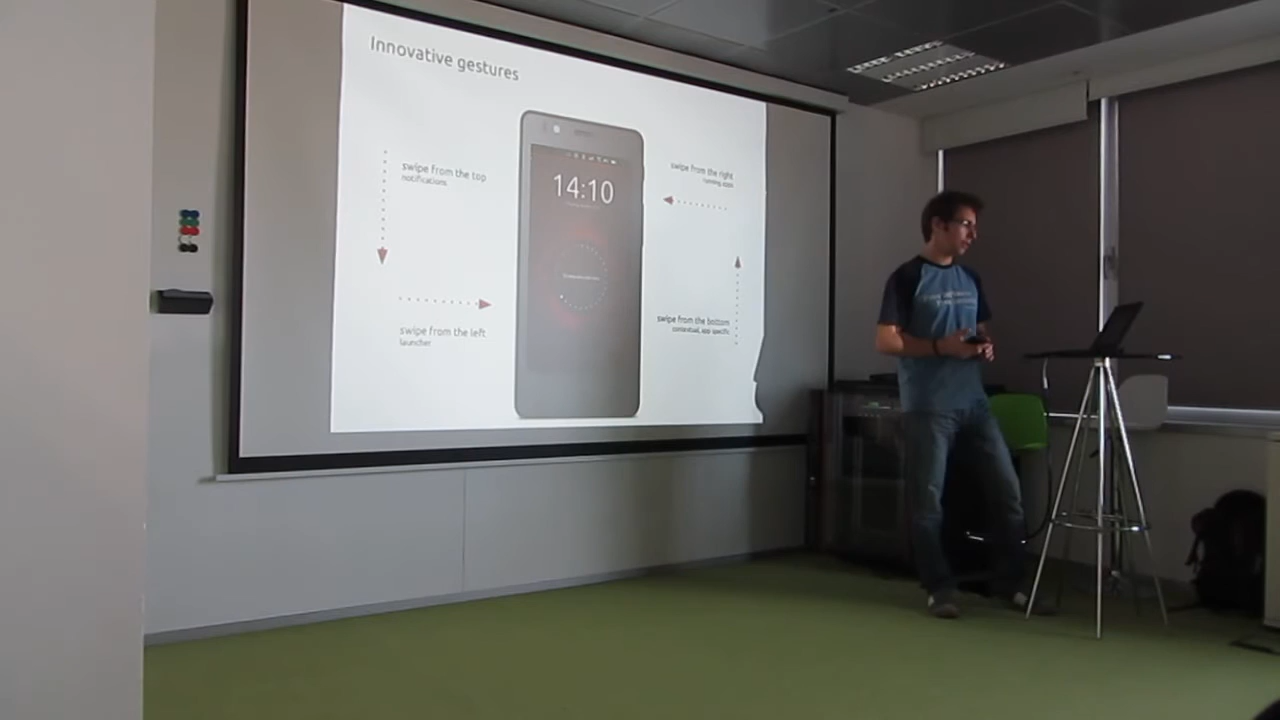 Innovative gestures
swipe from the top
notifications
swipe from the right
running apps
14:10
swipe from the left
launcher
swipe from the bottom
contextual, app specific